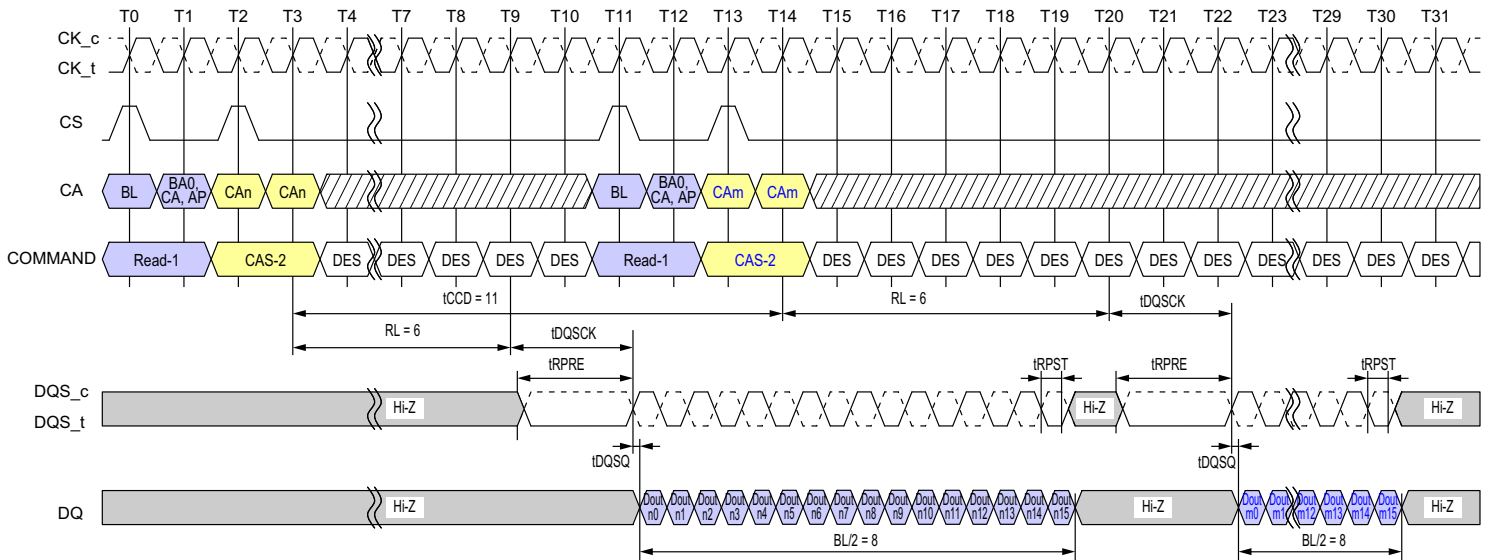 T0 T1 T2 T3 T4 T7 T8 T9 T10 T11 T12 T13 T14 T15 T16 T17 T18 T19 T20 T21 T22 T23 T29 T30 T31
CK_c
CK_t
CS
CA BL BA0, CA, AP CAn CAn BL BA0, CA, AP CAm CAm
COMMAND Read-1 CAS-2 DES DES DES DES DES Read-1 CAS-2 DES DES DES DES DES DES DES DES DES DES DES DES
tCCD = 11 RL = 6 tDQSCK
RL = 6 tDQSCK
tRPRE tRPST tRPRE tRPST
DQS_c
DQS_t
Hi-Z Hi-Z Hi-Z
tDQSQ tDQSQ
DQ Hi-Z Dout n0 Dout n1 Dout n2 Dout n3 Dout n4 Dout n5 Dout n6 Dout n7 Dout n8 Dout n9 Dout n10 Dout n11 Dout n12 Dout n13 Dout n14 Dout n15 Hi-Z Dout m0 Dout m1 Dout m12 Dout m13 Dout m14 Dout m15 Hi-Z
BL/2 = 8 BL/2 = 8